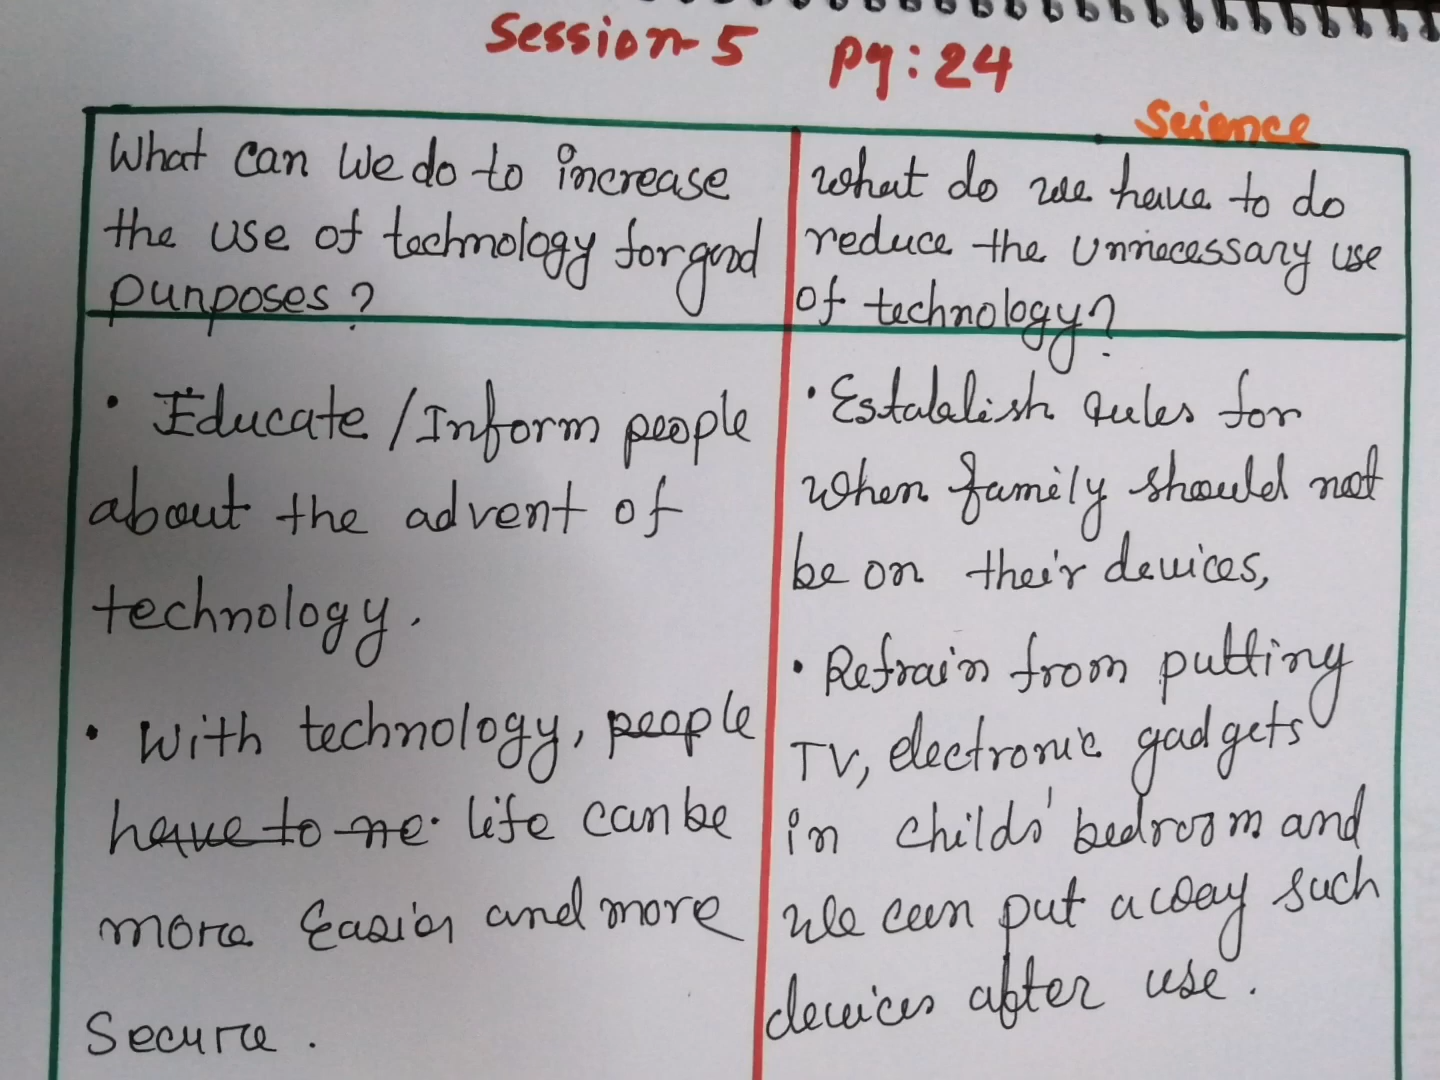 Session-5 pg:24
Science
What can we do to increase
the use of technology for good
purposes?
• Educate/Inform people
about the advent of
technology.
• With technology, people
have to ne. life can be
more easier and more
Secure.
What do we have to do
reduce the unnecessary use
of technology?
• Establish rules for
when family should not
be on their devices,
• Refrain from putting
TV, electronic gadgets
in childs' bedroom and
we can put away such
devices after use.